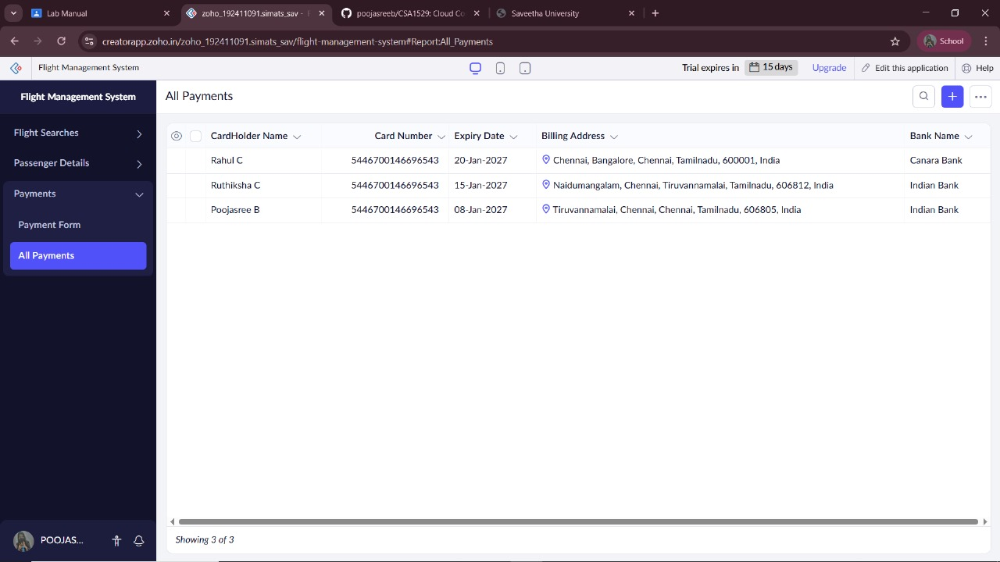 Lab Manual
zoho_192411091.simats_sav - F
poojasreeb/CSA1529: Cloud Co
Saveetha University
creatorapp.zoho.in/zoho_192411091.simats_sav/flight-management-system#Report:All_Payments
School
Flight Management System
Trial expires in 15 days Upgrade Edit this application Help
Flight Management System
All Payments
Flight Searches
Passenger Details
Payments
Payment Form
All Payments
CardHolder Name Card Number Expiry Date Billing Address Bank Name
Rahul C 5446700146696543 20-Jan-2027 Chennai, Bangalore, Chennai, Tamilnadu, 600001, India Canara Bank
Ruthiksha C 5446700146696543 15-Jan-2027 Naidumangalam, Chennai, Tiruvannamalai, Tamilnadu, 606812, India Indian Bank
Poojasree B 5446700146696543 08-Jan-2027 Tiruvannamalai, Chennai, Chennai, Tamilnadu, 606805, India Indian Bank
POOJAS...
Showing 3 of 3